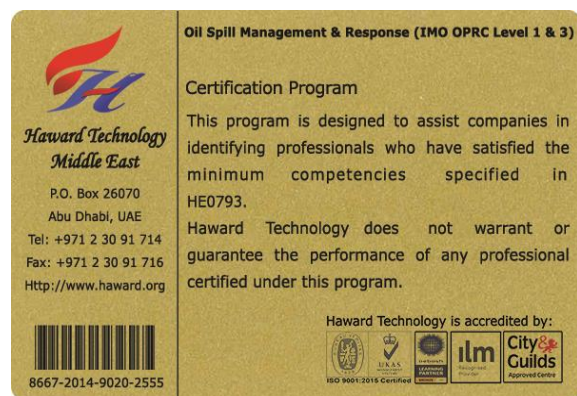 Oil Spill Management & Response (IMO OPRC Level 1 & 3)
Haward Technology
Middle East
P.O. Box 26070
Abu Dhabi, UAE
Tel: +971 2 30 91 714
Fax: +971 2 30 91 716
Http://www.haward.org
8667-2014-9020-2555
Certification Program
This program is designed to assist companies in
identifying professionals who have satisfied the
minimum competencies specified in
HE0793.
Haward Technology does not warrant or
guarantee the performance of any professional
certified under this program.
Haward Technology is accredited by:
UKAS
ISO 9001:2015 Certified
LEARNING
PARTNER
ilm
Recognised
Provider
City&
Guilds
Approved Centre